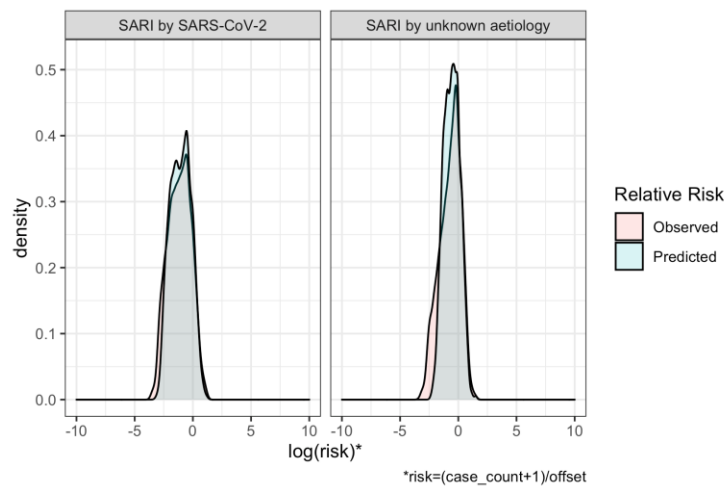 SARI by SARS-CoV-2
SARI by unknown aetiology
0.5
0.4
0.3
0.2
0.1
0.0
density
-10
-5
0
5
10
-10
-5
0
5
10
log(risk)*
Relative Risk
Observed
Predicted
*risk=(case_count+1)/offset